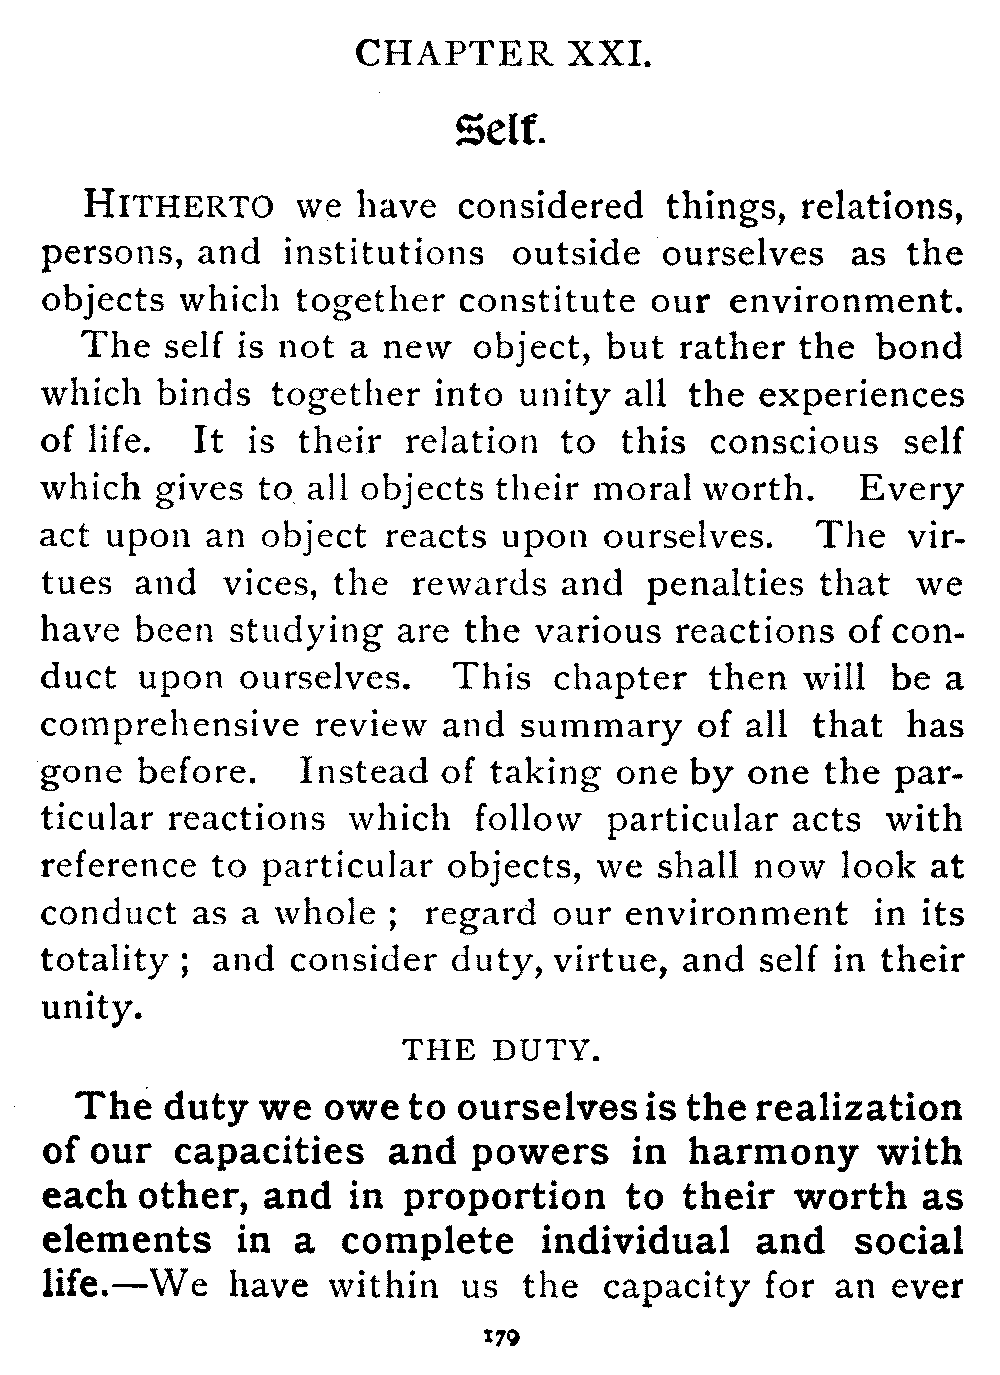 CHAPTER XXI.
Self.
HITHERTO we have considered things, relations,
persons, and institutions outside ourselves as the
objects which together constitute our environment.
The self is not a new object, but rather the bond
which binds together into unity all the experiences
of life. It is their relation to this conscious self
which gives to all objects their moral worth. Every
act upon an object reacts upon ourselves. The vir-
tues and vices, the rewards and penalties that we
have been studying are the various reactions of con-
duct upon ourselves. This chapter then will be a
comprehensive review and summary of all that has
gone before. Instead of taking one by one the par-
ticular reactions which follow particular acts with
reference to particular objects, we shall now look at
conduct as a whole ; regard our environment in its
totality ; and consider duty, virtue, and self in their
unity.
THE DUTY.
The duty we owe to ourselves is the realization
of our capacities and powers in harmony with
each other, and in proportion to their worth as
elements in a complete individual and social
life.—We have within us the capacity for an ever
179